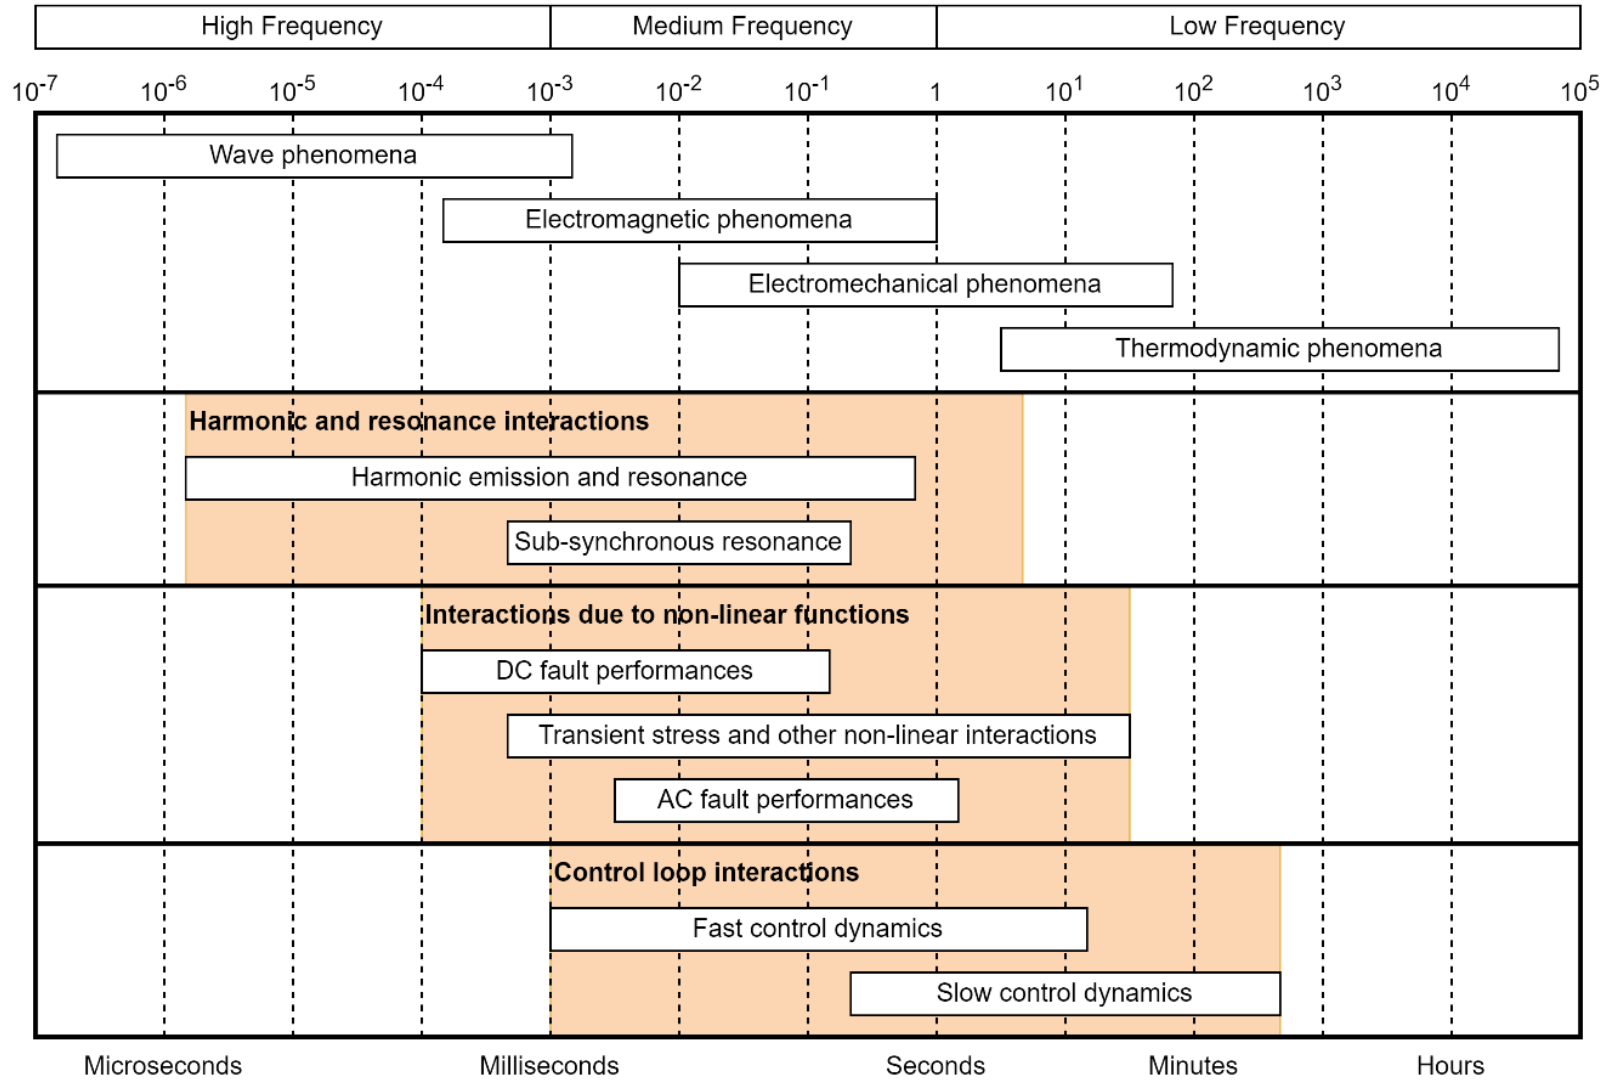 High Frequency Medium Frequency Low Frequency
10⁻⁷ 10⁻⁶ 10⁻⁵ 10⁻⁴ 10⁻³ 10⁻² 10⁻¹ 1 10¹ 10² 10³ 10⁴ 10⁵
Wave phenomena
Electromagnetic phenomena
Electromechanical phenomena
Thermodynamic phenomena
Harmonic and resonance interactions
Harmonic emission and resonance
Sub-synchronous resonance
Interactions due to non-linear functions
DC fault performances
Transient stress and other non-linear interactions
AC fault performances
Control loop interactions
Fast control dynamics
Slow control dynamics
Microseconds Milliseconds Seconds Minutes Hours